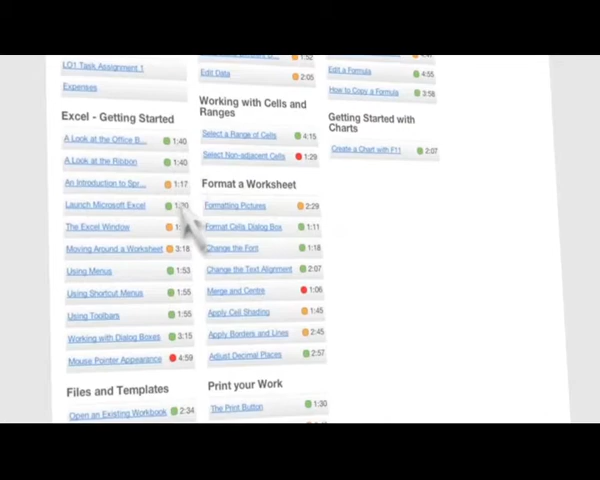 LO1 Task Assignment 1
Expenses
Excel - Getting Started
A Look at the Office B... 1:40
A Look at the Ribbon 1:40
An Introduction to Spr... 1:17
Launch Microsoft Excel
The Excel Window
Moving Around a Worksheet 3:18
Using Menus 1:53
Using Shortcut Menus 1:55
Using Toolbars 1:55
Working with Dialog Boxes 3:15
Mouse Pointer Appearance 4:59
Files and Templates
Open an Existing Workbook 2:34
1:52
Edit Data 2:05
Working with Cells and
Ranges
Select a Range of Cells 4:15
Select Non-adjacent Cells 1:29
Format a Worksheet
Formatting Pictures 2:29
Format Cells Dialog Box 1:11
Change the Font 1:18
Change the Text Alignment 2:07
Merge and Centre 1:06
Apply Cell Shading 1:45
Apply Borders and Lines 2:45
Adjust Decimal Places 2:57
Print your Work
The Print Button 1:30
Edit a Formula 4:55
How to Copy a Formula 3:58
Getting Started with
Charts
Create a Chart with F11 2:07